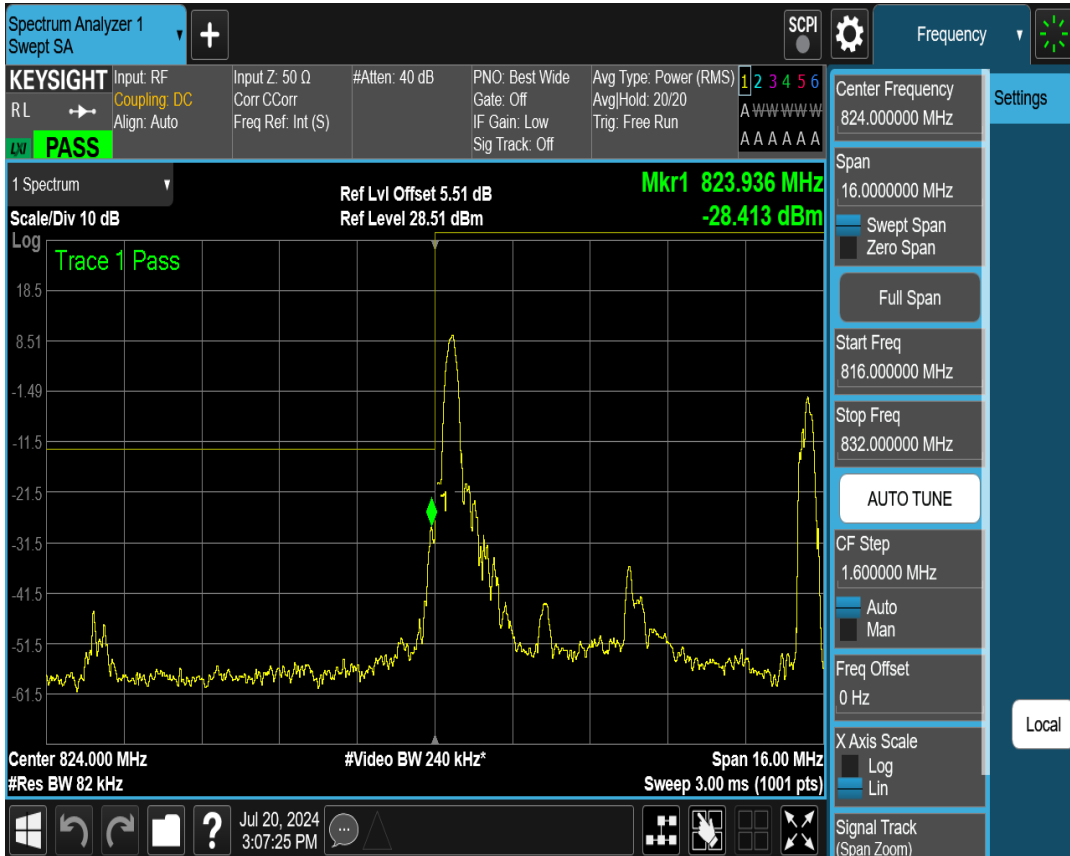 Spectrum Analyzer 1
Swept SA
+
SCPI
Frequency
KEYSIGHT
RL
LXI PASS
Input: RF
Coupling: DC
Align: Auto
Input Z: 50 Ω
Corr CCorr
Freq Ref: Int (S)
#Atten: 40 dB
PNO: Best Wide
Gate: Off
IF Gain: Low
Sig Track: Off
Avg Type: Power (RMS)
Avg|Hold: 20/20
Trig: Free Run
1 2 3 4 5 6
A W W W W W
A A A A A A
1 Spectrum
Scale/Div 10 dB
Ref Lvl Offset 5.51 dB
Ref Level 28.51 dBm
Mkr1 823.936 MHz
-28.413 dBm
Log
Trace 1 Pass
18.5
8.51
-1.49
-11.5
-21.5
-31.5
-41.5
-51.5
-61.5
1
Center 824.000 MHz
#Video BW 240 kHz*
Span 16.00 MHz
#Res BW 82 kHz
Sweep 3.00 ms (1001 pts)
?
Jul 20, 2024
3:07:25 PM
Center Frequency
824.000000 MHz
Span
16.0000000 MHz
Swept Span
Zero Span
Full Span
Start Freq
816.000000 MHz
Stop Freq
832.000000 MHz
AUTO TUNE
CF Step
1.600000 MHz
Auto
Man
Freq Offset
0 Hz
X Axis Scale
Log
Lin
Signal Track
(Span Zoom)
Settings
Local